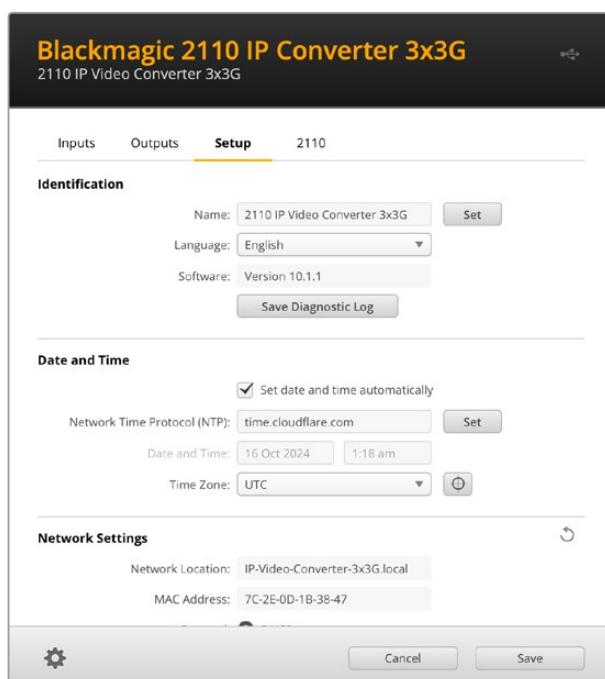 Blackmagic 2110 IP Converter 3x3G
2110 IP Video Converter 3x3G
Inputs Outputs Setup 2110
Identification
Name: 2110 IP Video Converter 3x3G Set
Language: English
Software: Version 10.1.1
Save Diagnostic Log
Date and Time
Set date and time automatically
Network Time Protocol (NTP): time.cloudflare.com Set
Date and Time: 16 Oct 2024 1:18 am
Time Zone: UTC
Network Settings
Network Location: IP-Video-Converter-3x3G.local
MAC Address: 7C-2E-0D-1B-38-47
Cancel Save